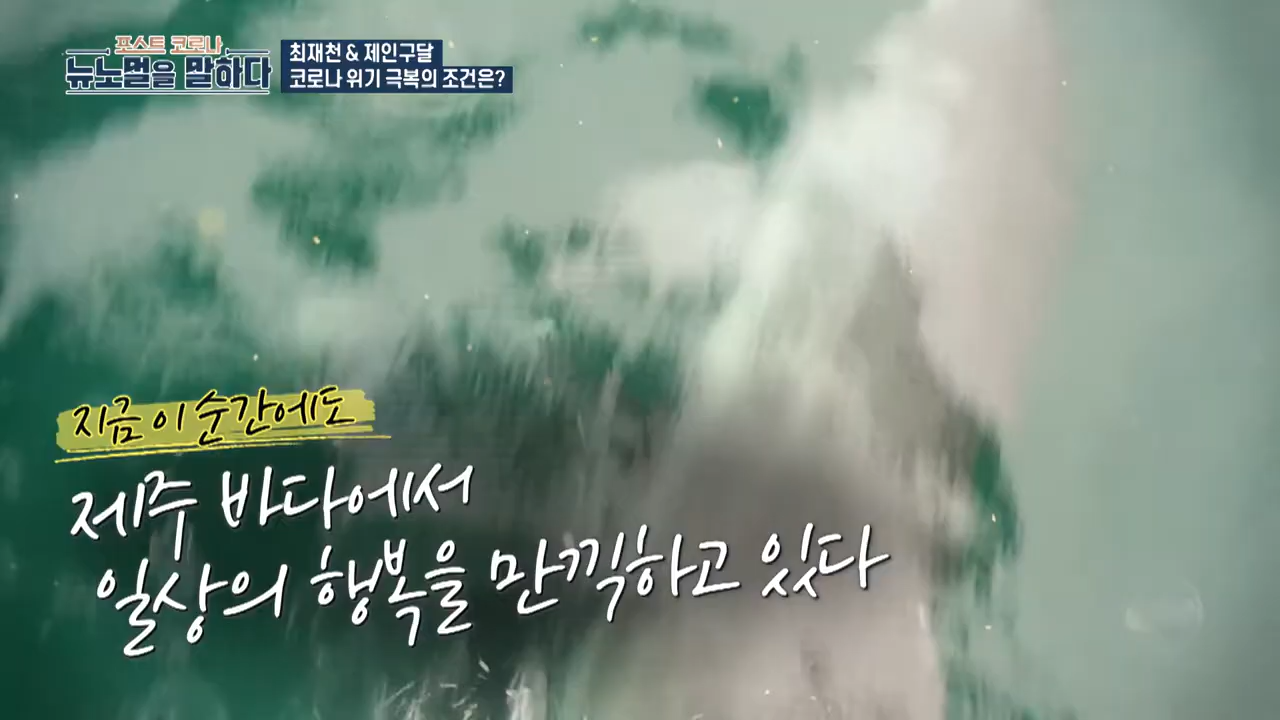 포스트 코로나
뉴노멀을 말하다
최재천 & 제인구달
코로나 위기 극복의 조건은?
지금 이 순간에도
제주 바다에서
일상의 행복을 만끽하고 있다